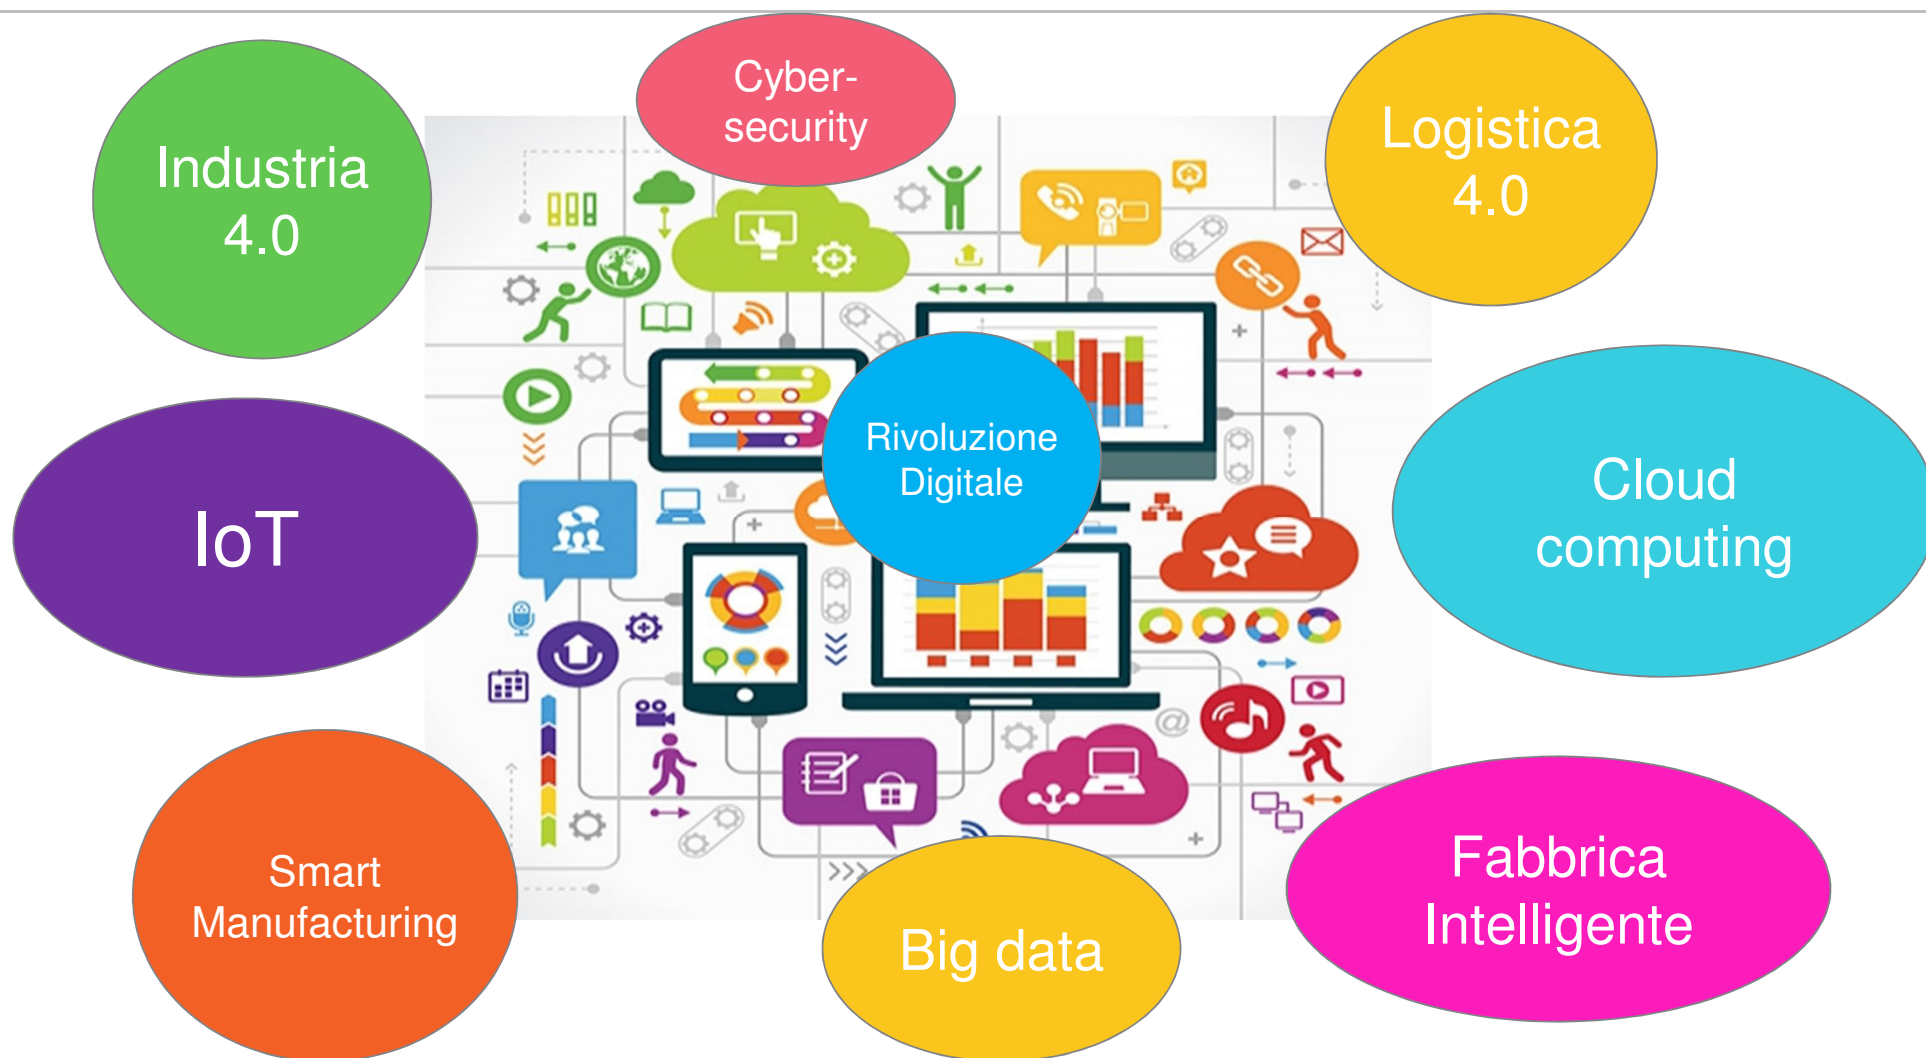 Cyber-
security
Industria
4.0
Logistica
4.0
Rivoluzione
Digitale
IoT
Cloud
computing
Smart
Manufacturing
Big data
Fabbrica
Intelligente
@